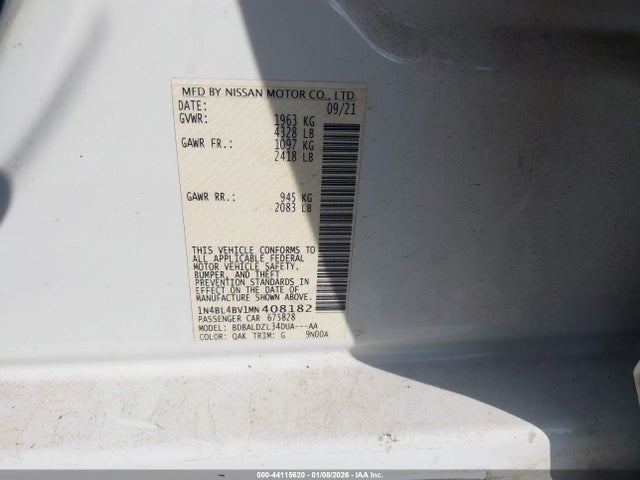 MFD BY NISSAN MOTOR CO., LTD.
DATE: 09/21
GVWR: 1963 KG
4328 LB
GAWR FR.: 1097 KG
2418 LB
GAWR RR.: 945 KG
2083 LB
THIS VEHICLE CONFORMS TO
ALL APPLICABLE FEDERAL
MOTOR VEHICLE SAFETY,
BUMPER, AND THEFT
PREVENTION STANDARDS IN
EFFECT ON THE DATE OF
MANUFACTURE SHOWN ABOVE.
1N4BL4BV1MN408182
PASSENGER CAR 675828
MODEL: BDBALDZL34DUA---AA
COLOR: QAK TRIM: G 9N00A
000-44115620 - 01/08/2026 - © IAA Inc.